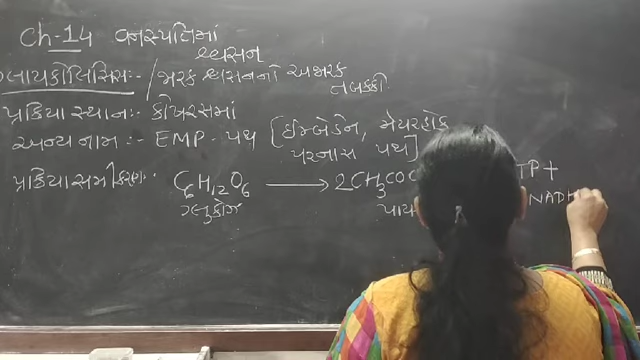 Ch-14 વનસ્પતિમાં
શ્વસન
ગ્લાયકોલિસિસ:- / જારક શ્વસનનો અજારક
તબક્કો
પ્રક્રિયા સ્થાન: કોષરસમાં
અન્ય નામ:- EMP-પથ [ઈમ્બેડેન, મેયરહોફ
પરનાસ પથ]
પ્રક્રિયા સમીકરણ: C6H12O6 ⟶ 2CH3COC TP +
ગ્લુકોઝ પાય NADH